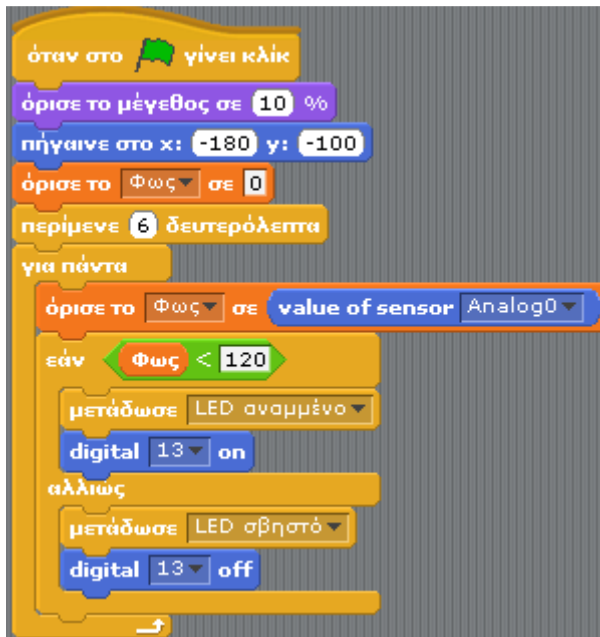 όταν στο γίνει κλίκ
όρισε το μέγεθος σε 10 %
πήγαινε στο x: -180 y: -100
όρισε το Φως σε 0
περίμενε 6 δευτερόλεπτα
για πάντα
όρισε το Φως σε value of sensor Analog0
εάν Φως < 120
μετάδωσε LED αναμμένο
digital 13 on
αλλιώς
μετάδωσε LED σβηστό
digital 13 off